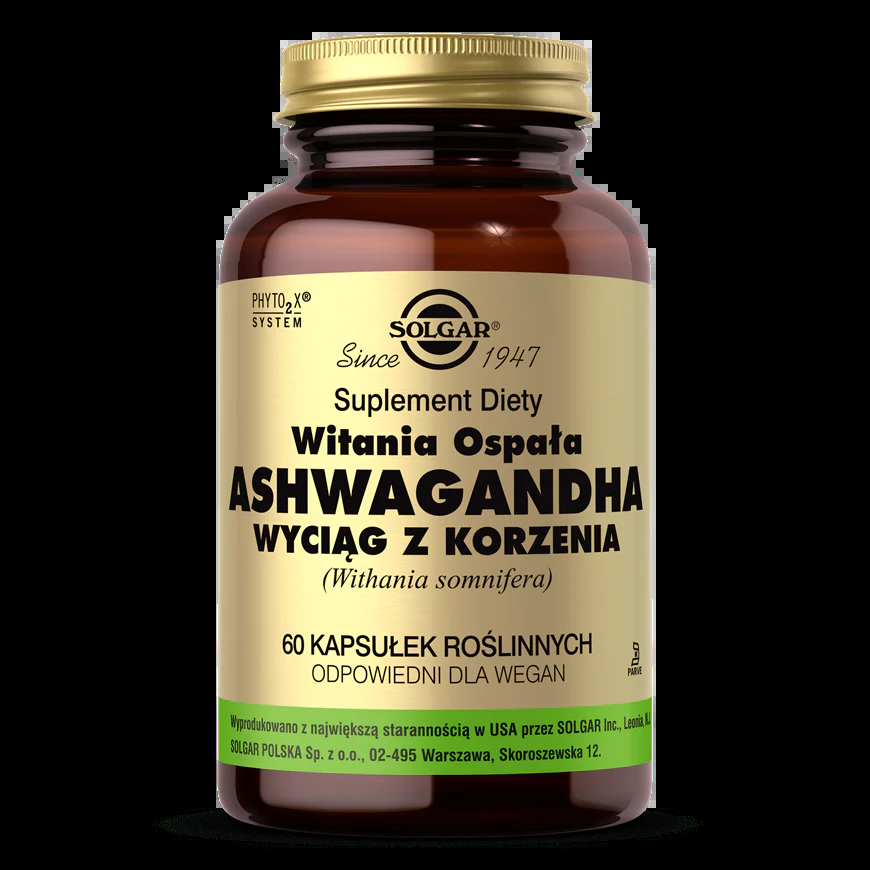 PHYTO2X®
SYSTEM
SOLGAR®
Since 1947
Suplement Diety
Witania Ospała
ASHWAGANDHA
WYCIĄG Z KORZENIA
(Withania somnifera)
60 KAPSUŁEK ROŚLINNYCH
ODPOWIEDNI DLA WEGAN
PARVE
Wyprodukowano z największą starannością w USA przez SOLGAR Inc., Leonia, N.J.
SOLGAR POLSKA Sp. z o.o., 02-495 Warszawa, Skoroszewska 12.